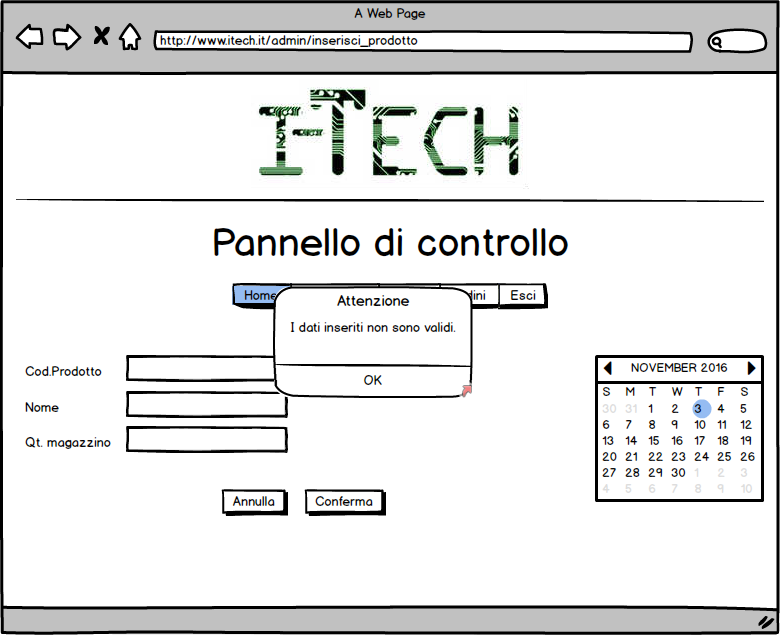 A Web Page
http://www.itech.it/admin/inserisci_prodotto
I-TECH
Pannello di controllo
Home Esci
Attenzione
I dati inseriti non sono validi.
OK
Cod.Prodotto
Nome
Qt. magazzino
Annulla Conferma
NOVEMBER 2016
S M T W T F S
30 31 1 2 3 4 5
6 7 8 9 10 11 12
13 14 15 16 17 18 19
20 21 22 23 24 25 26
27 28 29 30 1 2 3
4 5 6 7 8 9 10